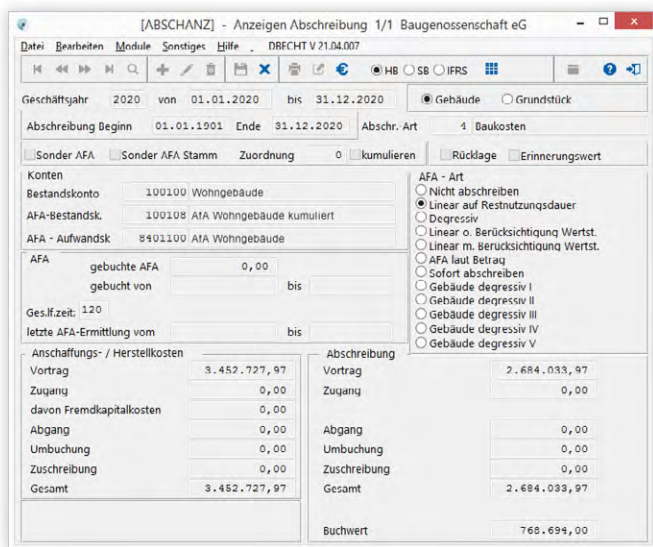 [ABSCHANZ] - Anzeigen Abschreibung 1/1 Baugenossenschaft eG
Datei Bearbeiten Module Sonstiges Hilfe . DBECHT V 21.04.007
HB SB IFRS
Geschäftsjahr 2020 von 01.01.2020 bis 31.12.2020 Gebäude Grundstück
Abschreibung Beginn 01.01.1901 Ende 31.12.2020 Abschr. Art 4 Baukosten
Sonder AFA Sonder AFA Stamm Zuordnung 0 kumulieren Rücklage Erinnerungswert
Konten
Bestandskonto 100100 Wohngebäude
AFA-Bestandsk. 100108 AfA Wohngebäude kumuliert
AFA - Aufwandsk 8401100 AfA Wohngebäude
AFA - Art
Nicht abschreiben
Linear auf Restnutzungsdauer
Degressiv
Linear o. Berücksichtigung Wertst.
Linear m. Berücksichtigung Wertst.
AFA laut Betrag
Sofort abschreiben
Gebäude degressiv I
Gebäude degressiv II
Gebäude degressiv III
Gebäude degressiv IV
Gebäude degressiv V
AFA
gebuchte AFA 0,00
gebucht von bis
Ges.lf.zeit: 120
letzte AFA-Ermittlung vom bis
Anschaffungs- / Herstellkosten
Vortrag 3.452.727,97
Zugang 0,00
davon Fremdkapitalkosten 0,00
Abgang 0,00
Umbuchung 0,00
Zuschreibung 0,00
Gesamt 3.452.727,97
Abschreibung
Vortrag 2.684.033,97
Zugang 0,00
Abgang 0,00
Umbuchung 0,00
Zuschreibung 0,00
Gesamt 2.684.033,97
Buchwert 768.694,00